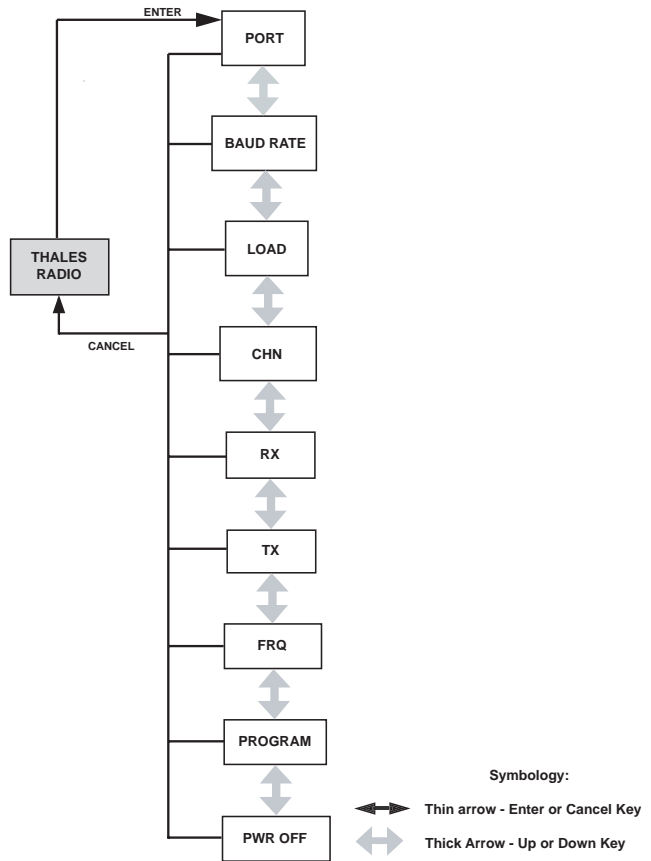 ENTER
PORT
BAUD RATE
LOAD
THALES
RADIO
CANCEL
CHN
RX
TX
FRQ
PROGRAM
PWR OFF
Symbology:
Thin arrow - Enter or Cancel Key
Thick Arrow - Up or Down Key